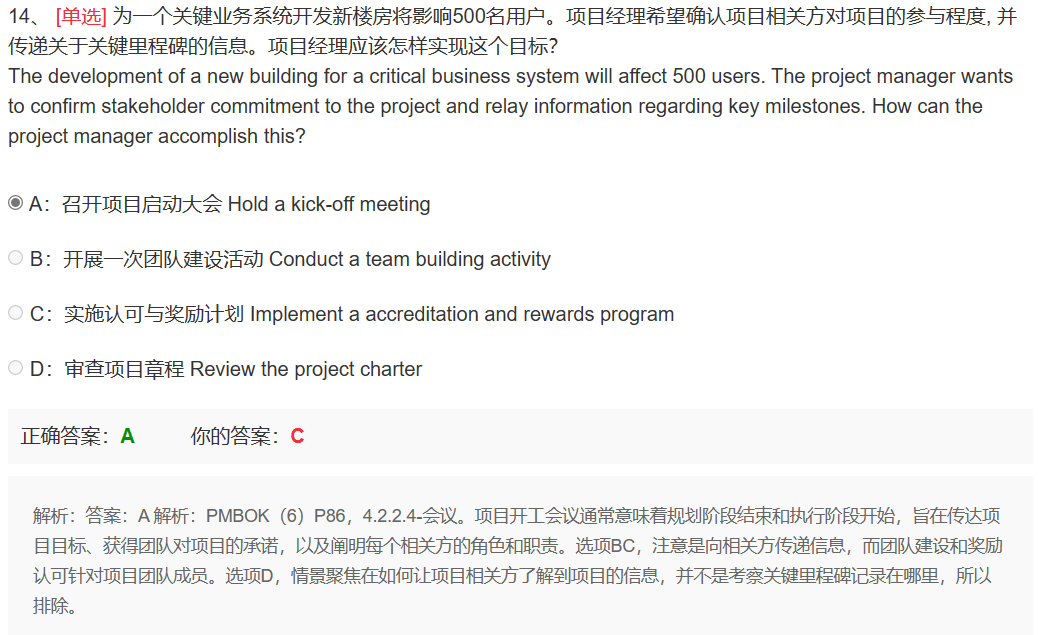 14、 [单选] 为一个关键业务系统开发新楼房将影响500名用户。项目经理希望确认项目相关方对项目的参与程度, 并
传递关于关键里程碑的信息。项目经理应该怎样实现这个目标?
The development of a new building for a critical business system will affect 500 users. The project manager wants
to confirm stakeholder commitment to the project and relay information regarding key milestones. How can the
project manager accomplish this?
A: 召开项目启动大会 Hold a kick-off meeting
B: 开展一次团队建设活动 Conduct a team building activity
C: 实施认可与奖励计划 Implement a accreditation and rewards program
D: 审查项目章程 Review the project charter
正确答案: A 你的答案: C
解析: 答案: A 解析: PMBOK（6）P86，4.2.2.4-会议。项目开工会议通常意味着规划阶段结束和执行阶段开始，旨在传达项
目目标、获得团队对项目的承诺，以及阐明每个相关方的角色和职责。选项BC，注意是向相关方传递信息，而团队建设和奖励
认可针对项目团队成员。选项D，情景聚焦在如何让项目相关方了解到项目的信息，并不是考察关键里程碑记录在哪里，所以
排除。